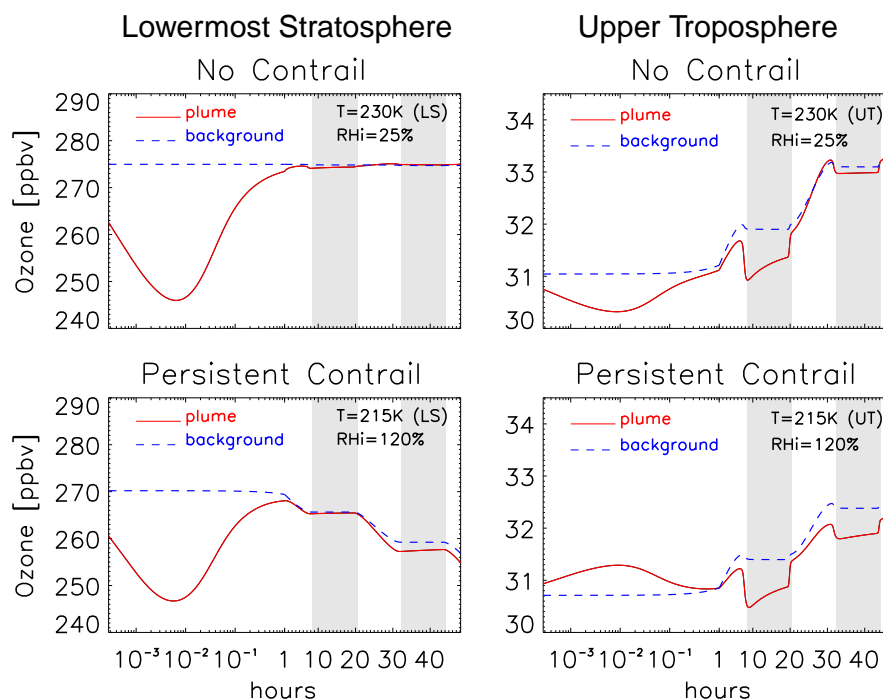 Lowermost Stratosphere
Upper Troposphere
No Contrail
No Contrail
Ozone [ppbv]
290
280
270
260
250
240
plume
background
T=230K (LS)
RHi=25%
34
33
32
31
30
plume
background
T=230K (UT)
RHi=25%
Persistent Contrail
Persistent Contrail
Ozone [ppbv]
290
280
270
260
250
240
plume
background
T=215K (LS)
RHi=120%
34
33
32
31
30
plume
background
T=215K (UT)
RHi=120%
10⁻³ 10⁻² 10⁻¹ 1 10 20 30 40
hours
10⁻³ 10⁻² 10⁻¹ 1 10 20 30 40
hours